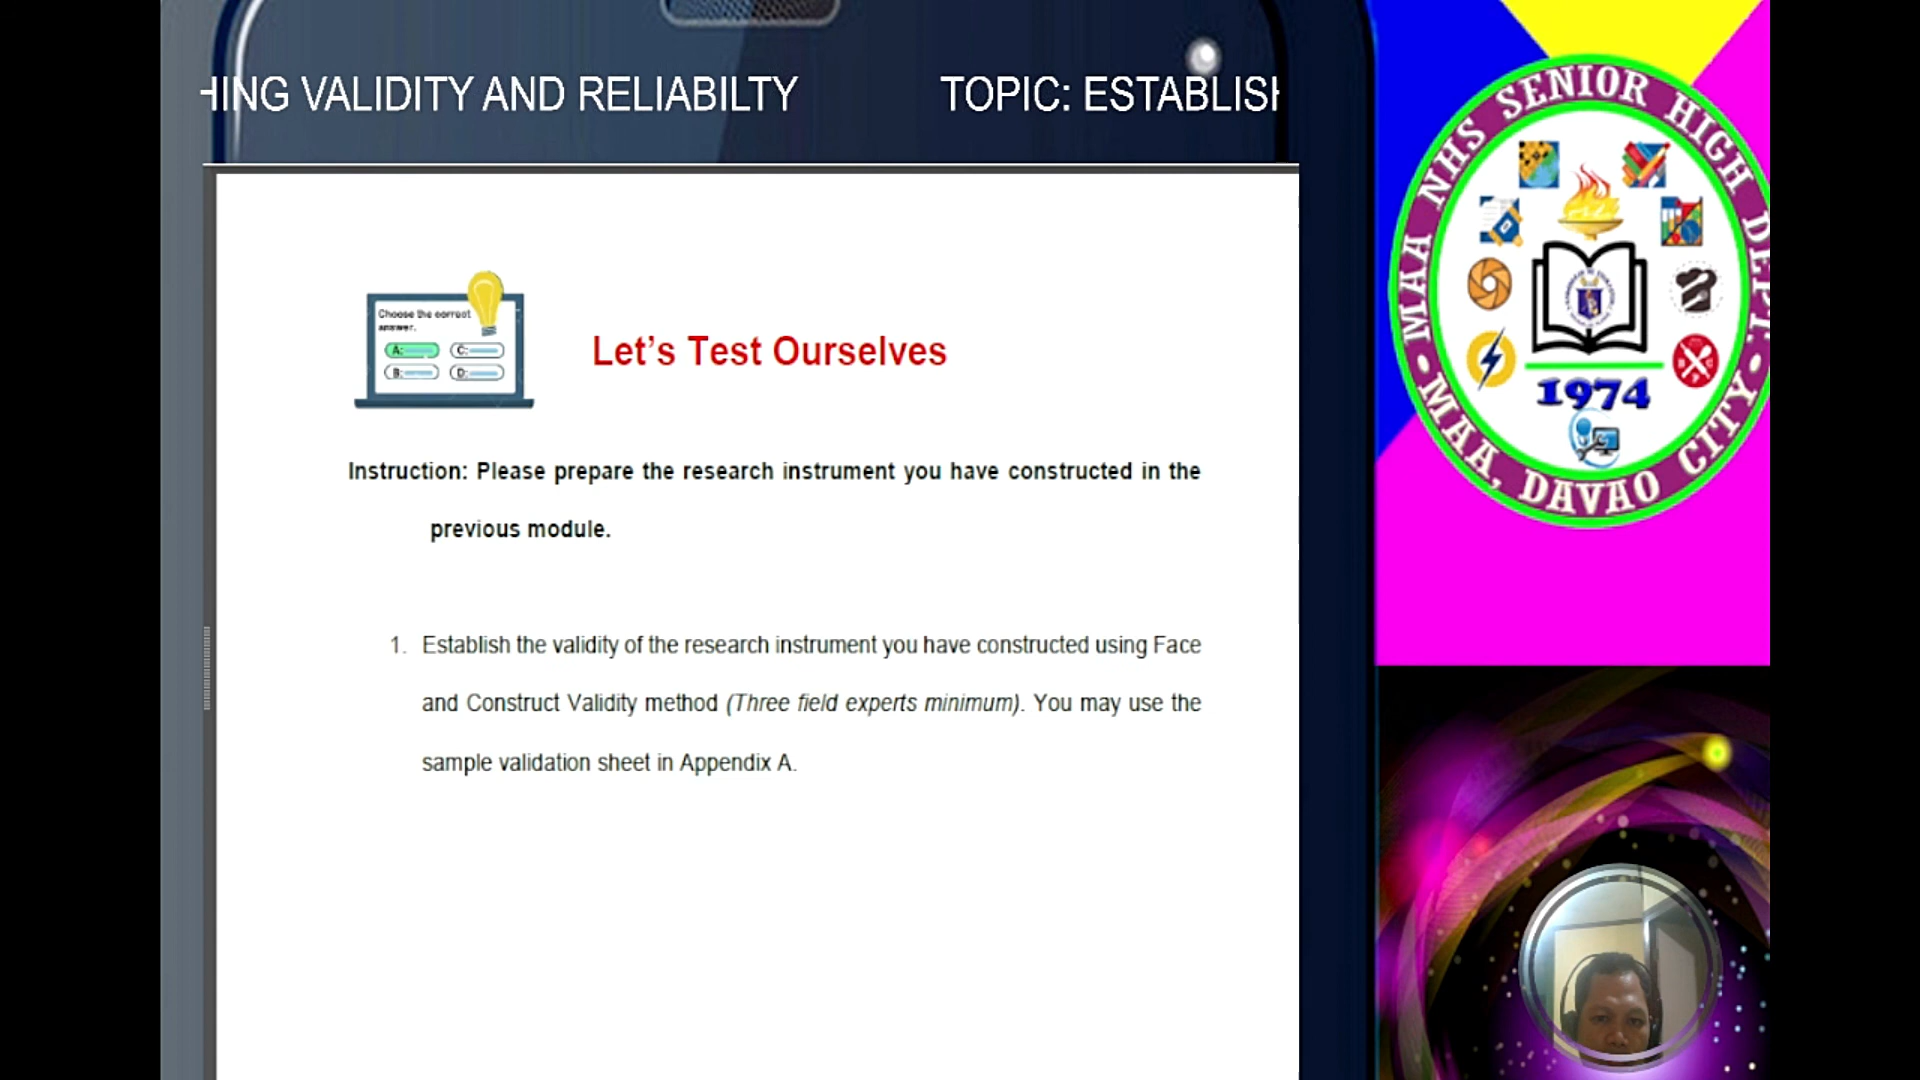 HING VALIDITY AND RELIABILTY TOPIC: ESTABLISH
MAA NHS SENIOR HIGH DEPT.
1974
MAA, DAVAO CITY
Choose the correct
answer.
A: C:
B: D:
Let's Test Ourselves
Instruction: Please prepare the research instrument you have constructed in the
previous module.
1. Establish the validity of the research instrument you have constructed using Face
and Construct Validity method (Three field experts minimum). You may use the
sample validation sheet in Appendix A.